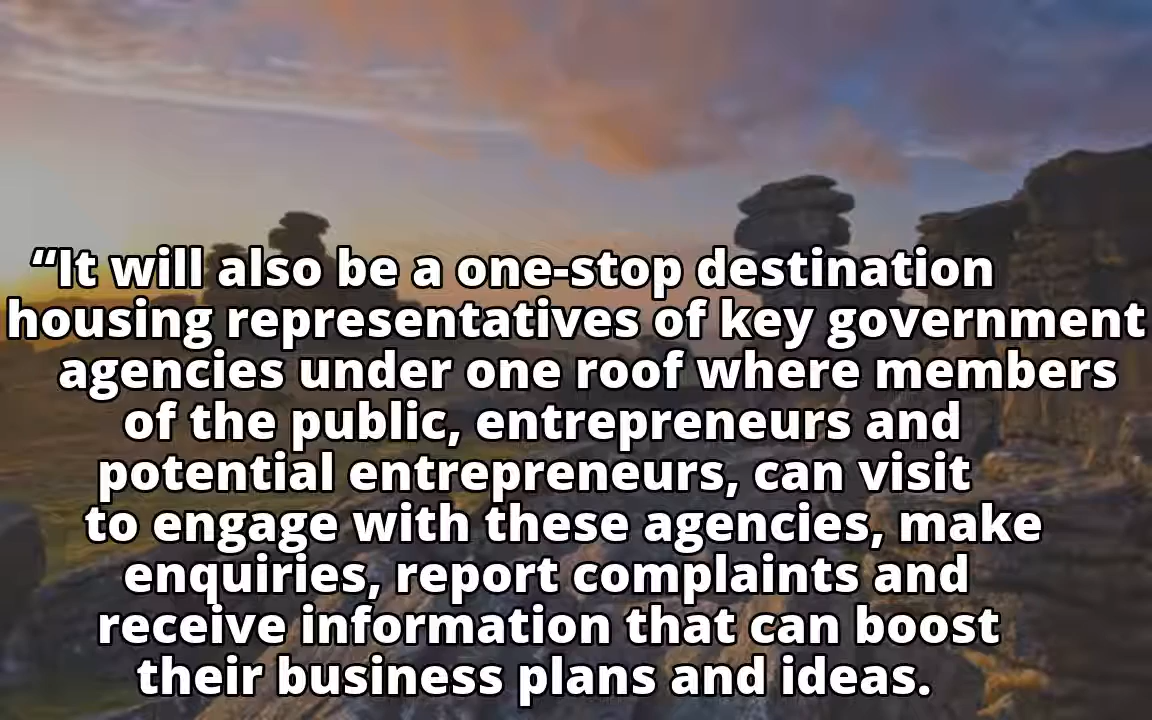 “It will also be a one-stop destination
housing representatives of key government
agencies under one roof where members
of the public, entrepreneurs and
potential entrepreneurs, can visit
to engage with these agencies, make
enquiries, report complaints and
receive information that can boost
their business plans and ideas.